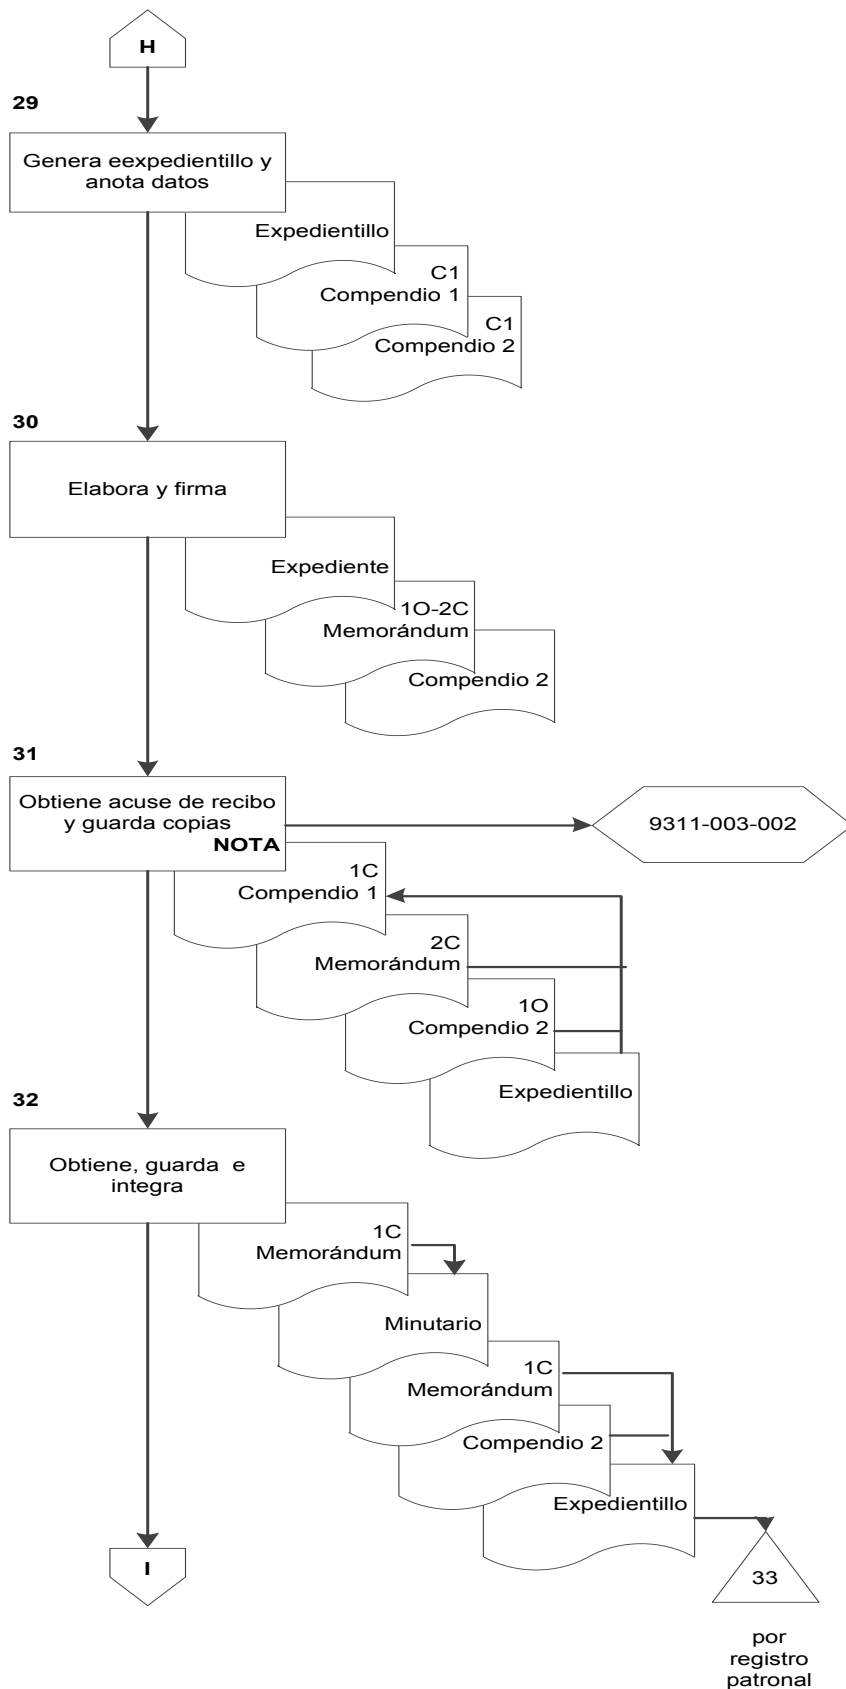 H
29
Genera eexpedientillo y
anota datos
Expedientillo
C1
Compendio 1
C1
Compendio 2
30
Elabora y firma
Expediente
1O-2C
Memorándum
Compendio 2
31
Obtiene acuse de recibo
y guarda copias
NOTA
9311-003-002
1C
Compendio 1
2C
Memorándum
1O
Compendio 2
Expedientillo
32
Obtiene, guarda e
integra
1C
Memorándum
Minutario
1C
Memorándum
Compendio 2
Expedientillo
I
33
por
registro
patronal